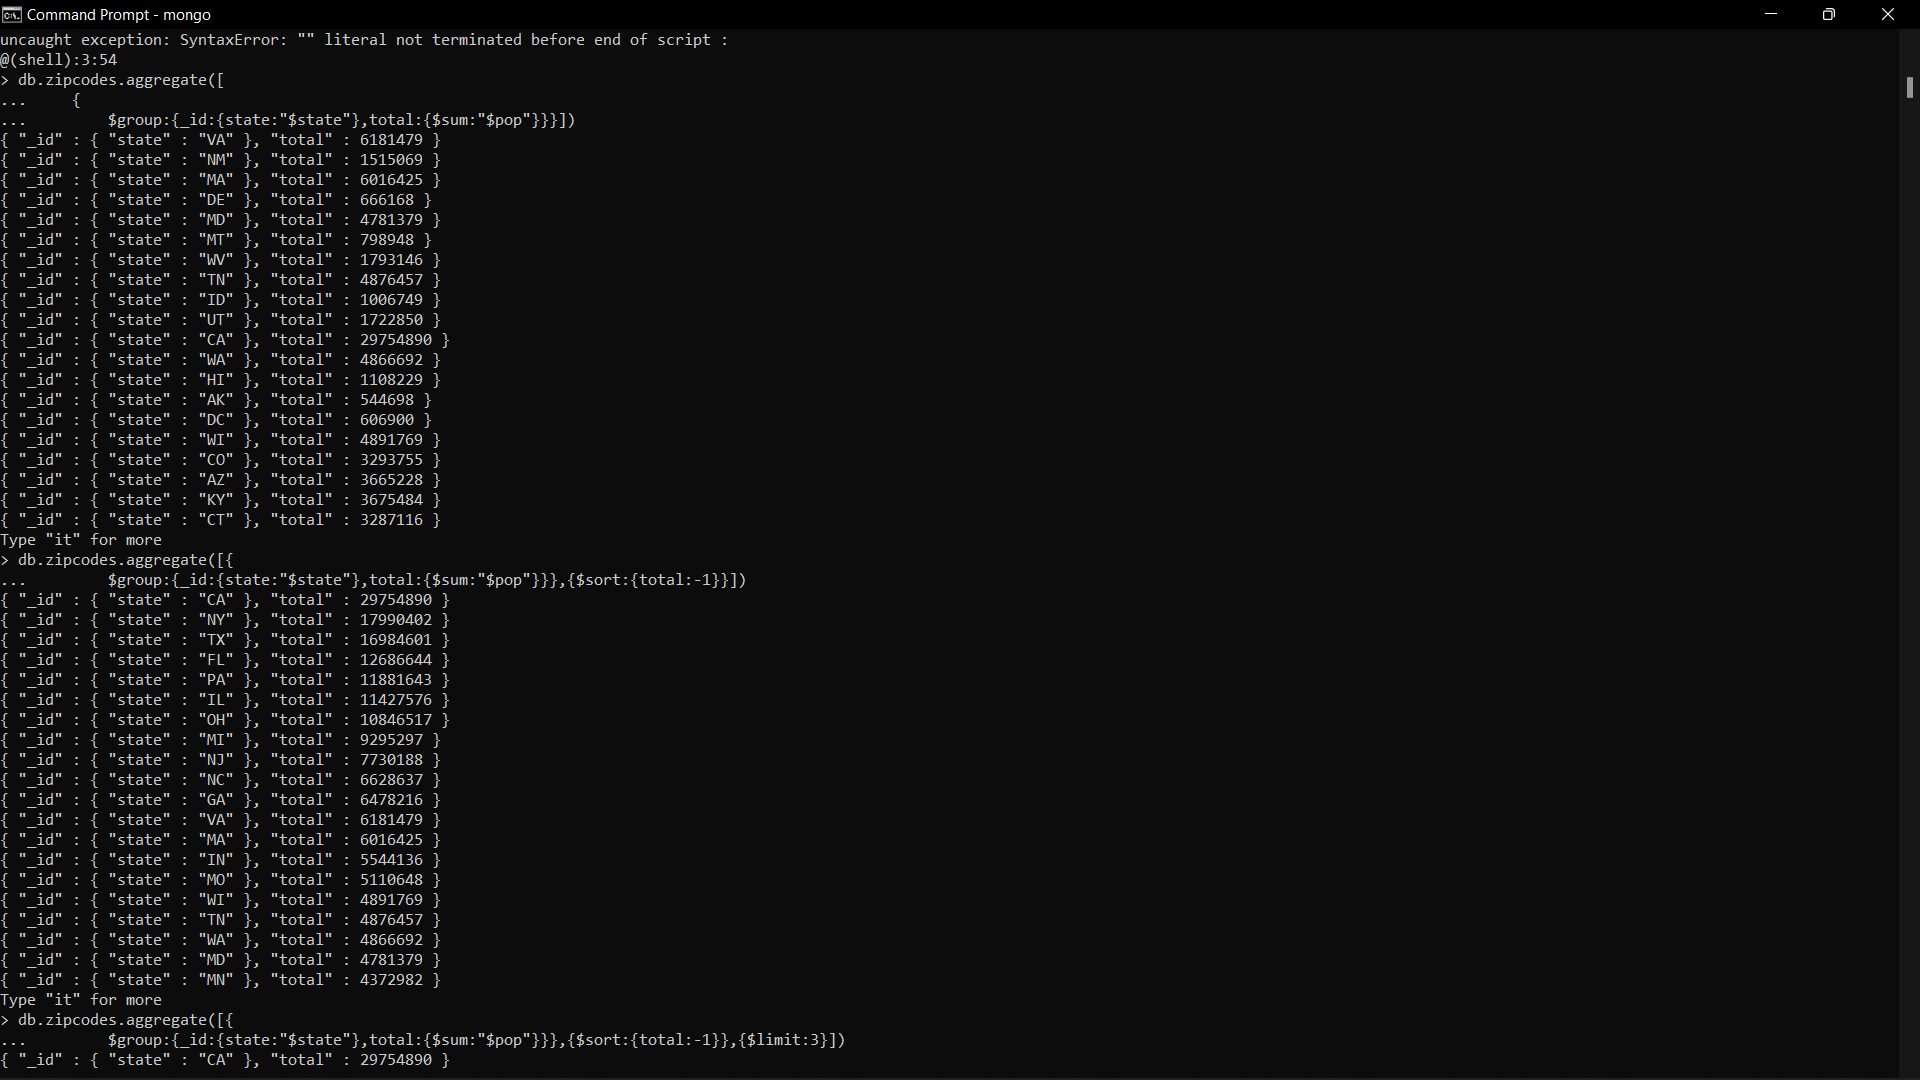 Command Prompt - mongo
uncaught exception: SyntaxError: "" literal not terminated before end of script :
@(shell):3:54
> db.zipcodes.aggregate([
...     {
...         $group:{_id:{state:"$state"},total:{$sum:"$pop"}}}])
{ "_id" : { "state" : "VA" }, "total" : 6181479 }
{ "_id" : { "state" : "NM" }, "total" : 1515069 }
{ "_id" : { "state" : "MA" }, "total" : 6016425 }
{ "_id" : { "state" : "DE" }, "total" : 666168 }
{ "_id" : { "state" : "MD" }, "total" : 4781379 }
{ "_id" : { "state" : "MT" }, "total" : 798948 }
{ "_id" : { "state" : "WV" }, "total" : 1793146 }
{ "_id" : { "state" : "TN" }, "total" : 4876457 }
{ "_id" : { "state" : "ID" }, "total" : 1006749 }
{ "_id" : { "state" : "UT" }, "total" : 1722850 }
{ "_id" : { "state" : "CA" }, "total" : 29754890 }
{ "_id" : { "state" : "WA" }, "total" : 4866692 }
{ "_id" : { "state" : "HI" }, "total" : 1108229 }
{ "_id" : { "state" : "AK" }, "total" : 544698 }
{ "_id" : { "state" : "DC" }, "total" : 606900 }
{ "_id" : { "state" : "WI" }, "total" : 4891769 }
{ "_id" : { "state" : "CO" }, "total" : 3293755 }
{ "_id" : { "state" : "AZ" }, "total" : 3665228 }
{ "_id" : { "state" : "KY" }, "total" : 3675484 }
{ "_id" : { "state" : "CT" }, "total" : 3287116 }
Type "it" for more
> db.zipcodes.aggregate([{
...         $group:{_id:{state:"$state"},total:{$sum:"$pop"}}},{$sort:{total:-1}}])
{ "_id" : { "state" : "CA" }, "total" : 29754890 }
{ "_id" : { "state" : "NY" }, "total" : 17990402 }
{ "_id" : { "state" : "TX" }, "total" : 16984601 }
{ "_id" : { "state" : "FL" }, "total" : 12686644 }
{ "_id" : { "state" : "PA" }, "total" : 11881643 }
{ "_id" : { "state" : "IL" }, "total" : 11427576 }
{ "_id" : { "state" : "OH" }, "total" : 10846517 }
{ "_id" : { "state" : "MI" }, "total" : 9295297 }
{ "_id" : { "state" : "NJ" }, "total" : 7730188 }
{ "_id" : { "state" : "NC" }, "total" : 6628637 }
{ "_id" : { "state" : "GA" }, "total" : 6478216 }
{ "_id" : { "state" : "VA" }, "total" : 6181479 }
{ "_id" : { "state" : "MA" }, "total" : 6016425 }
{ "_id" : { "state" : "IN" }, "total" : 5544136 }
{ "_id" : { "state" : "MO" }, "total" : 5110648 }
{ "_id" : { "state" : "WI" }, "total" : 4891769 }
{ "_id" : { "state" : "TN" }, "total" : 4876457 }
{ "_id" : { "state" : "WA" }, "total" : 4866692 }
{ "_id" : { "state" : "MD" }, "total" : 4781379 }
{ "_id" : { "state" : "MN" }, "total" : 4372982 }
Type "it" for more
> db.zipcodes.aggregate([{
...         $group:{_id:{state:"$state"},total:{$sum:"$pop"}}},{$sort:{total:-1}},{$limit:3}])
{ "_id" : { "state" : "CA" }, "total" : 29754890 }